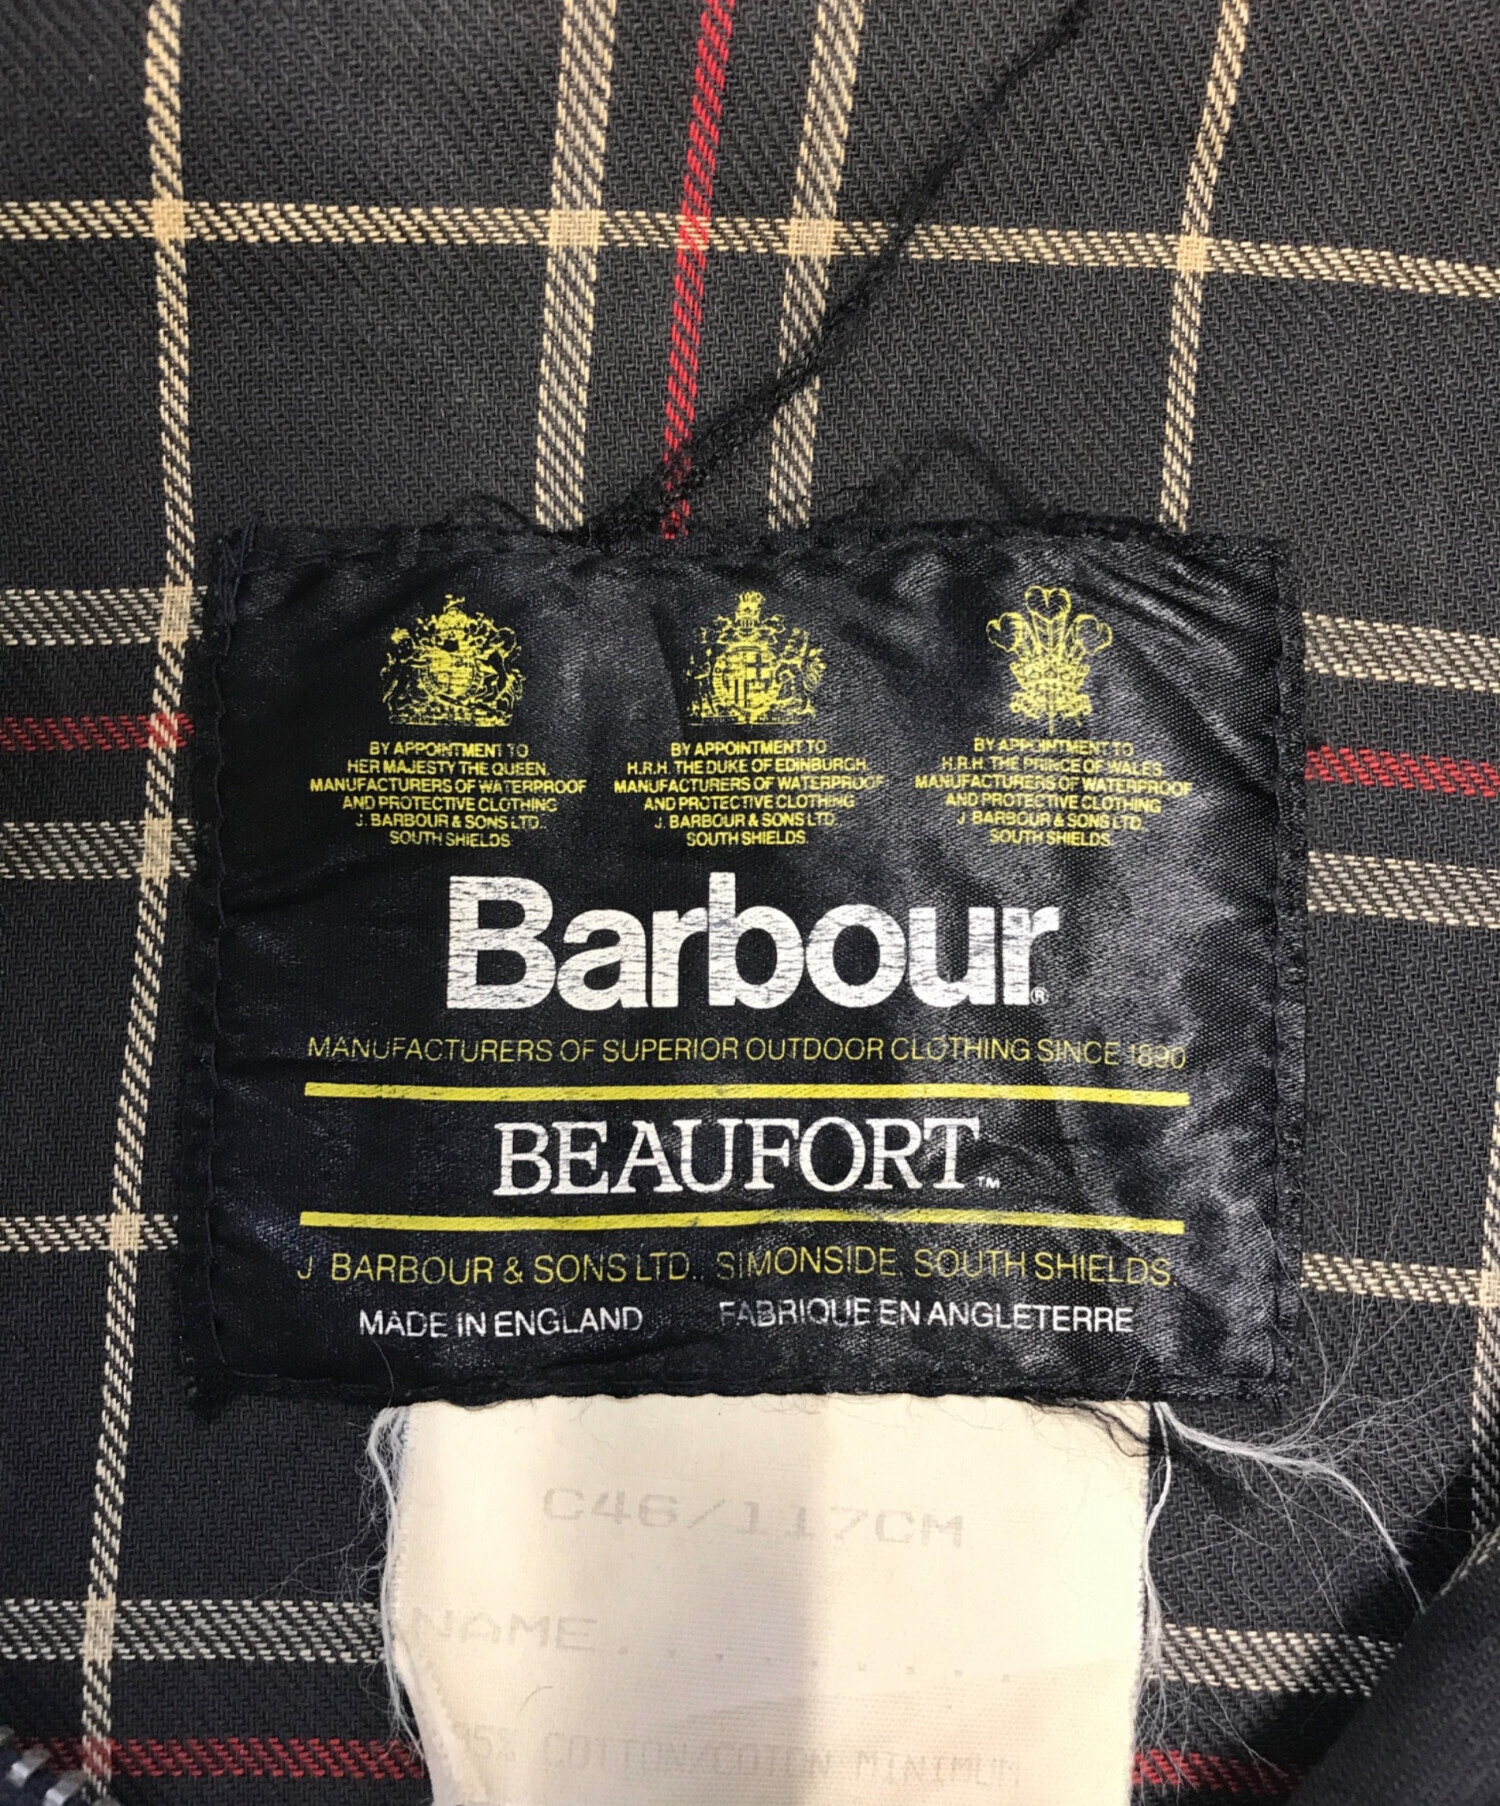 BY APPOINTMENT TO
HER MAJESTY THE QUEEN
MANUFACTURERS OF WATERPROOF
AND PROTECTIVE CLOTHING
J. BARBOUR & SONS LTD.,
SOUTH SHIELDS.
BY APPOINTMENT TO
H.R.H. THE DUKE OF EDINBURGH
MANUFACTURERS OF WATERPROOF
AND PROTECTIVE CLOTHING
J. BARBOUR & SONS LTD.
SOUTH SHIELDS.
BY APPOINTMENT TO
H.R.H. THE PRINCE OF WALES
MANUFACTURERS OF WATERPROOF
AND PROTECTIVE CLOTHING
J. BARBOUR & SONS LTD.,
SOUTH SHIELDS.
Barbour®
MANUFACTURERS OF SUPERIOR OUTDOOR CLOTHING SINCE 1890
BEAUFORT™
J. BARBOUR & SONS LTD., SIMONSIDE, SOUTH SHIELDS.
MADE IN ENGLAND FABRIQUE EN ANGLETERRE
C46/117CM
NAME.........
95% COTTON/COTON MINIMUM